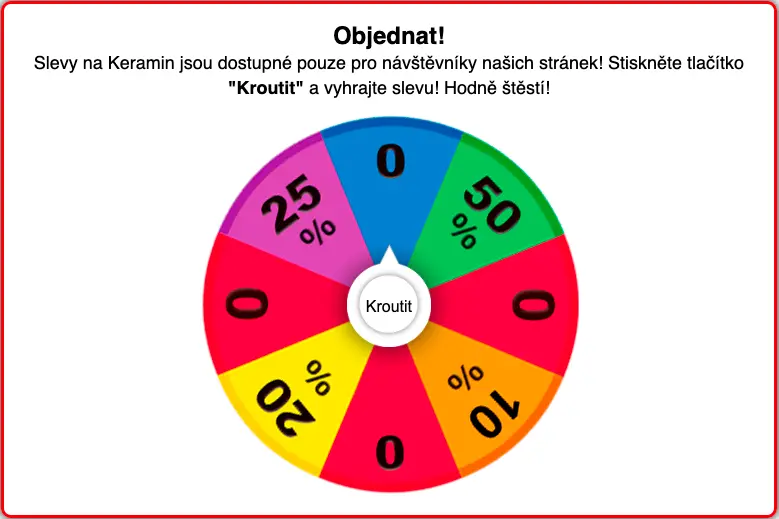 Objednat!
Slevy na Keramin jsou dostupné pouze pro návštěvníky našich stránek! Stiskněte tlačítko
"Kroutit" a vyhrajte slevu! Hodně štěstí!
0
25 %
50 %
0
Kroutit
0
20 %
10 %
0